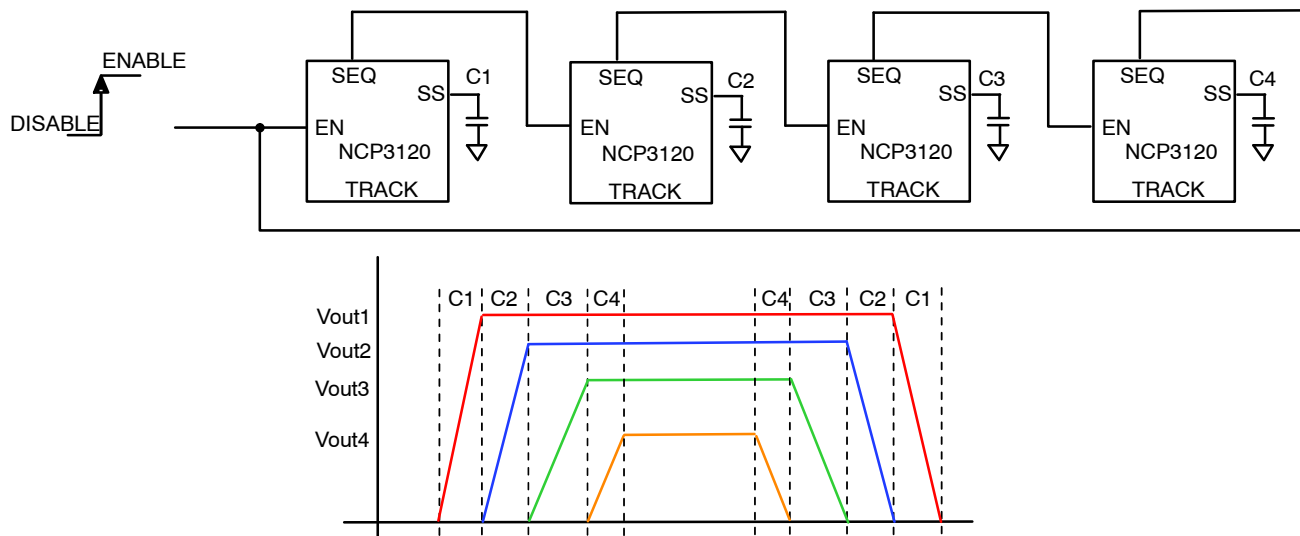 ENABLE
DISABLE
SEQ
C1
SS
EN
NCP3120
TRACK
SEQ
C2
SS
EN
NCP3120
TRACK
SEQ
C3
SS
EN
NCP3120
TRACK
SEQ
C4
SS
EN
NCP3120
TRACK
C1 C2 C3 C4 C4 C3 C2 C1
Vout1
Vout2
Vout3
Vout4